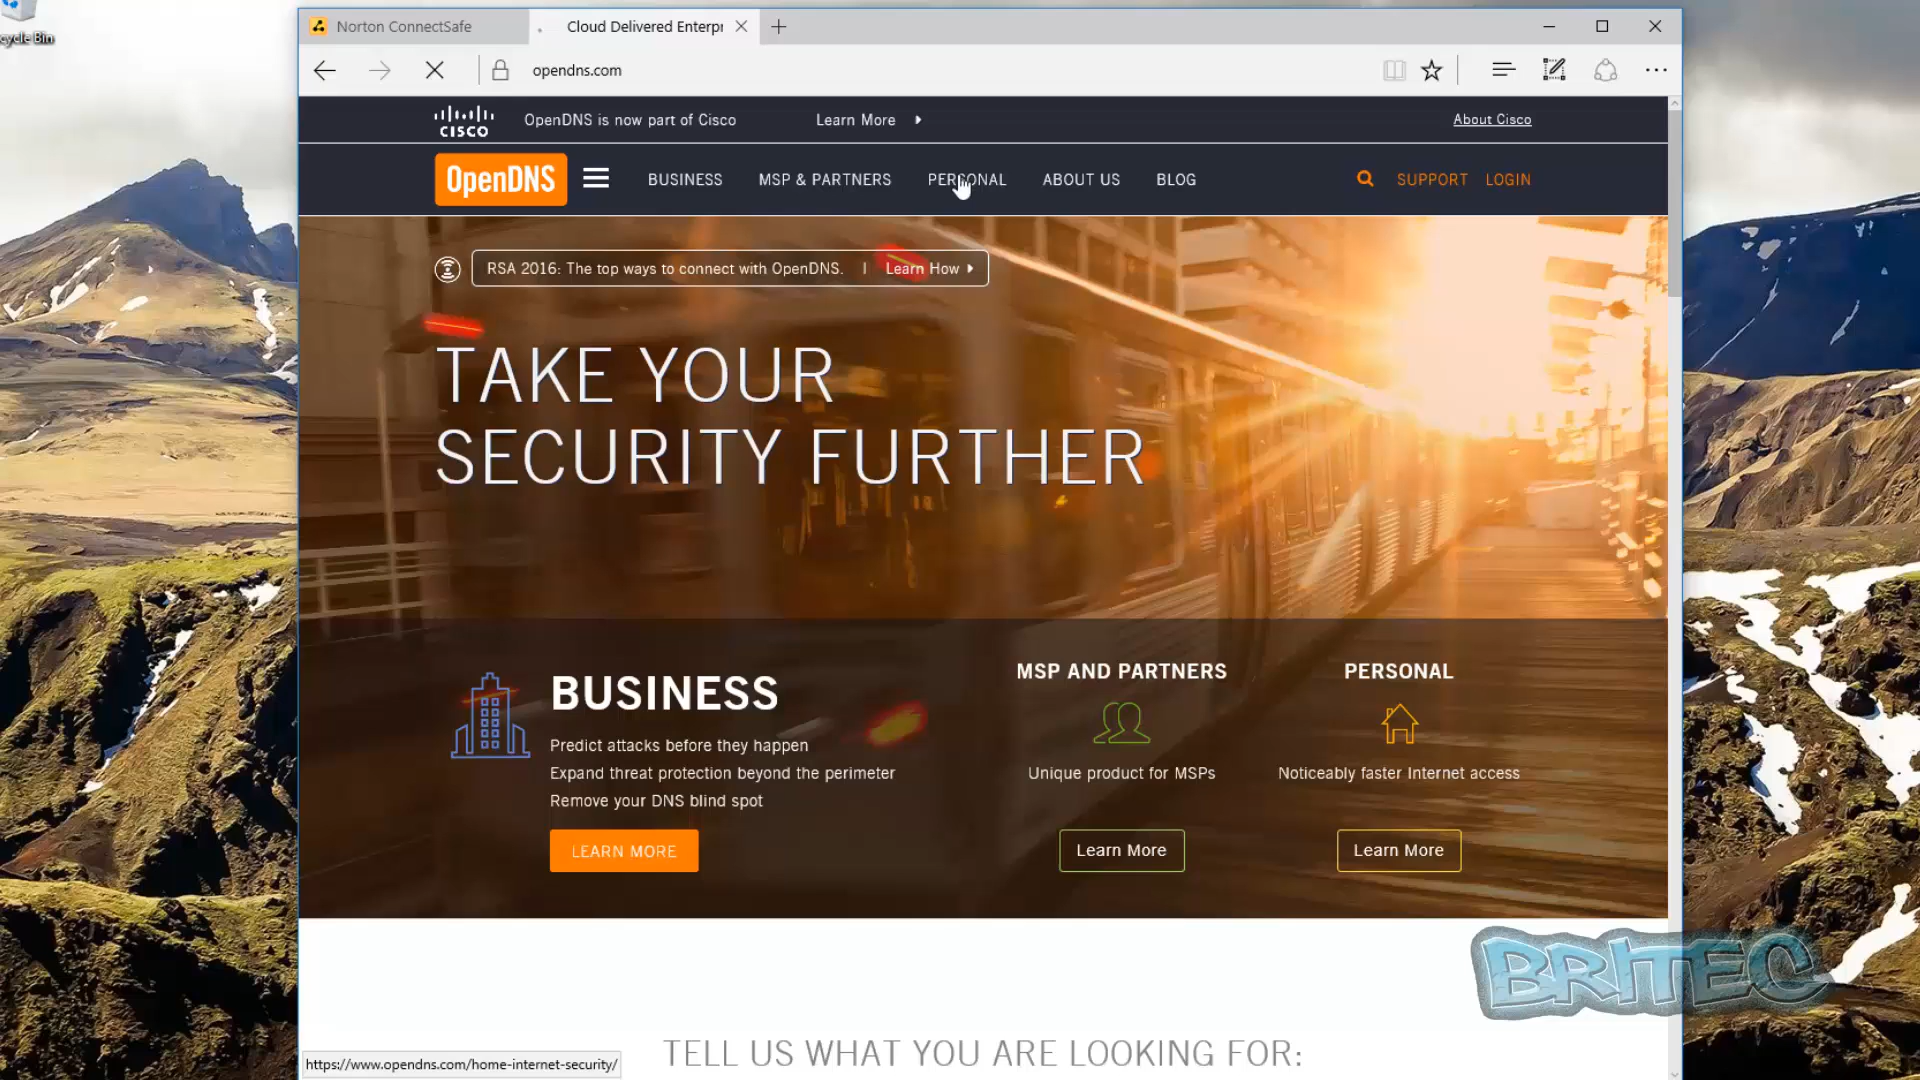 Norton ConnectSafe
Cloud Delivered Enterpr
cycle Bin
opendns.com
CISCO
OpenDNS is now part of Cisco
Learn More
About Cisco
OpenDNS
BUSINESS
MSP & PARTNERS
PERSONAL
ABOUT US
BLOG
SUPPORT
LOGIN
RSA 2016: The top ways to connect with OpenDNS. | Learn How
TAKE YOUR
SECURITY FURTHER
BUSINESS
Predict attacks before they happen
Expand threat protection beyond the perimeter
Remove your DNS blind spot
LEARN MORE
MSP AND PARTNERS
Unique product for MSPs
Learn More
PERSONAL
Noticeably faster Internet access
Learn More
BRITEC
TELL US WHAT YOU ARE LOOKING FOR:
https://www.opendns.com/home-internet-security/